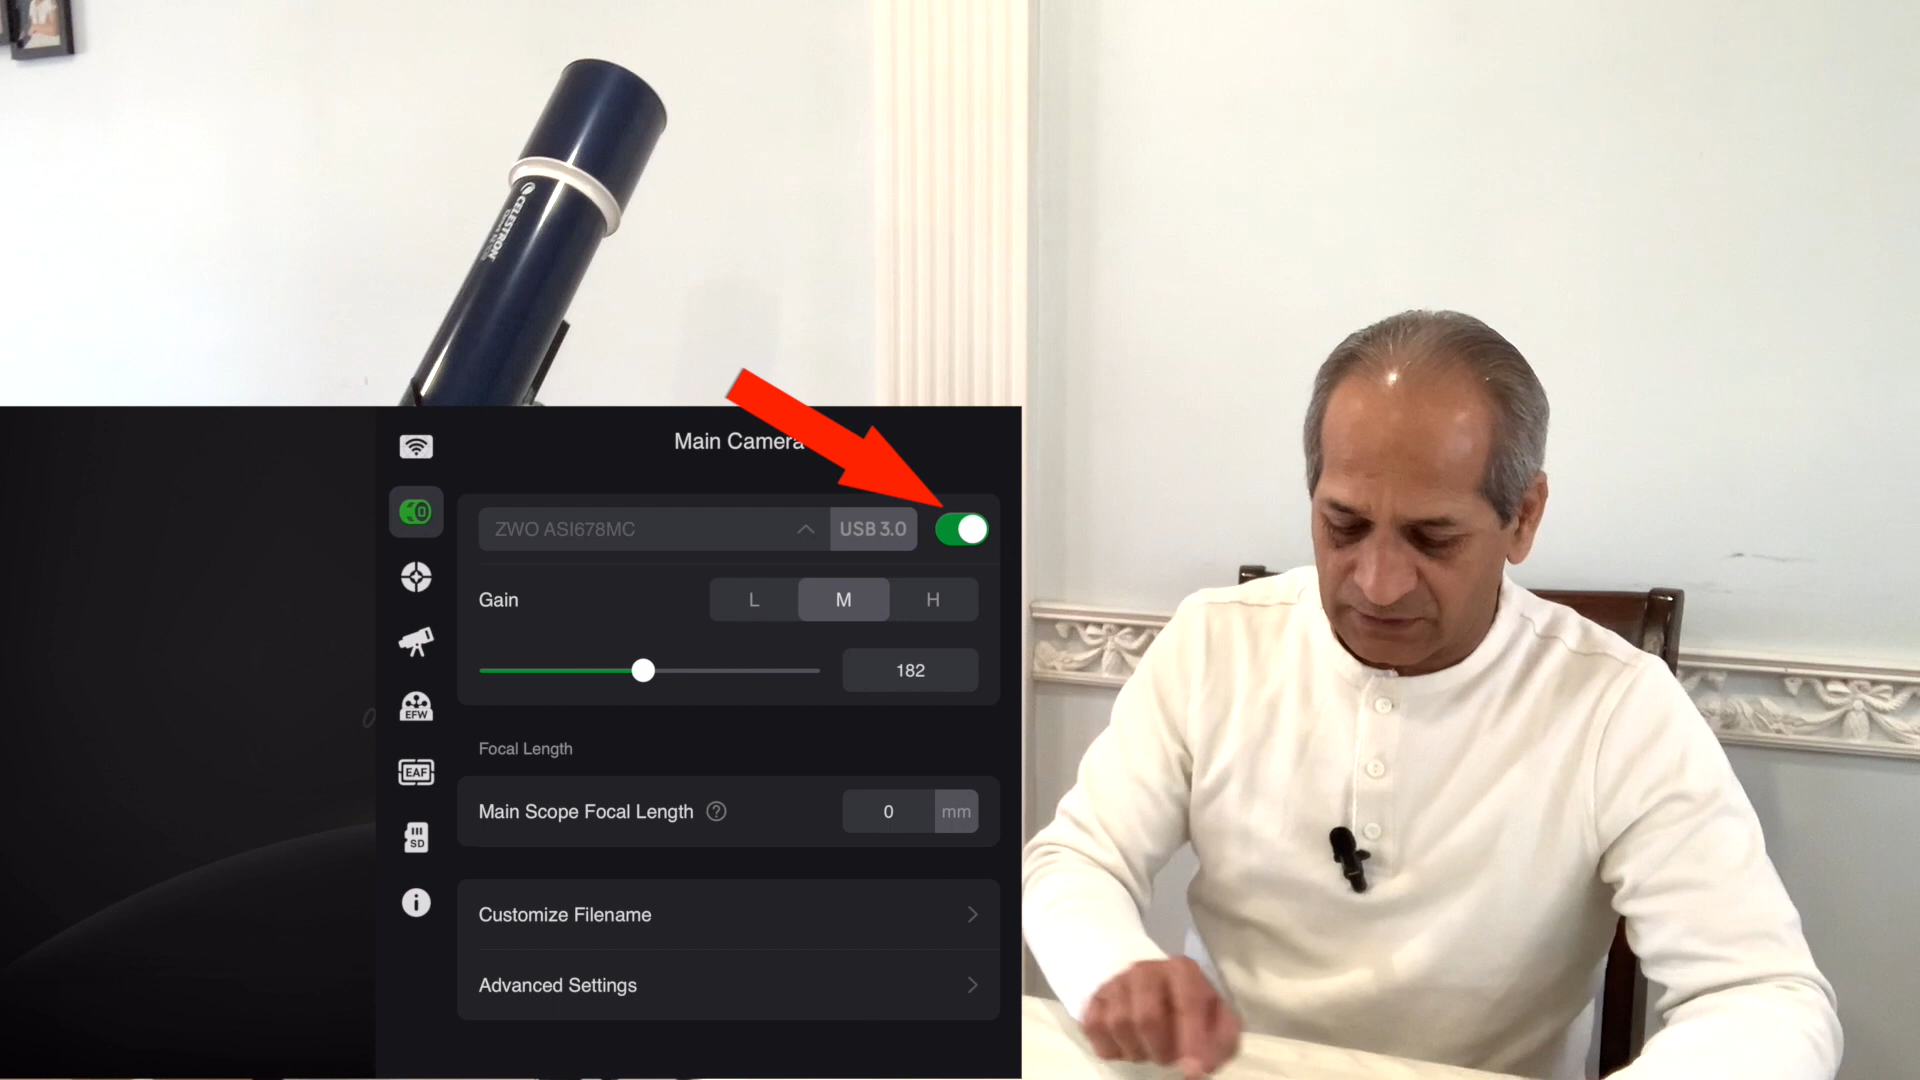 CELESTRON
Main Camera
ZWO ASI678MC
USB 3.0
Gain
L
M
H
182
Focal Length
Main Scope Focal Length ?
0
mm
EFW
EAF
SD
Customize Filename
Advanced Settings